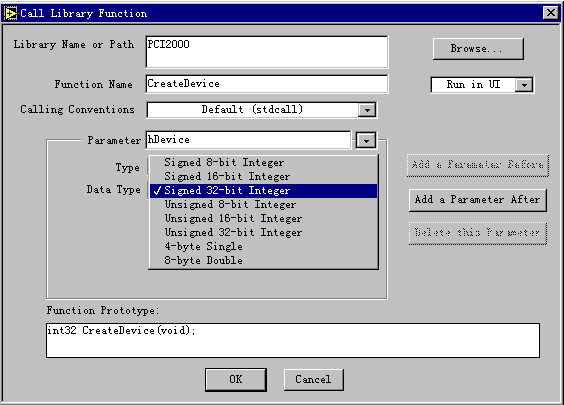 Call Library Function
Library Name or Path PCI2000 Browse...
Function Name CreateDevice Run in UI
Calling Conventions Default (stdcall)
Parameter hDevice
Type
Data Type
Signed 8-bit Integer
Signed 16-bit Integer
✓Signed 32-bit Integer
Unsigned 8-bit Integer
Unsigned 16-bit Integer
Unsigned 32-bit Integer
4-byte Single
8-byte Double
Add a Parameter Before
Add a Parameter After
Delete this Parameter
Function Prototype:
int32 CreateDevice(void);
OK Cancel